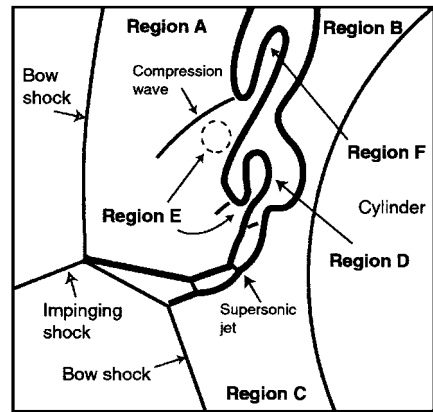 Region A
Region B
Compression
wave
Bow
shock
Region F
Region E
Cylinder
Region D
Impinging
shock
Supersonic
jet
Bow shock
Region C